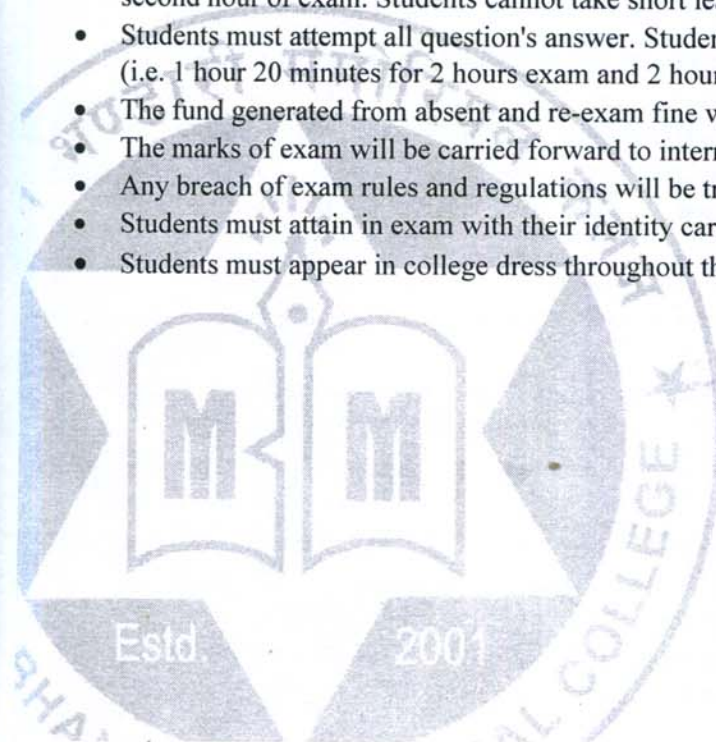 second hour of exam. Students cannot take short le
• Students must attempt all question's answer. Studen
(i.e. 1 hour 20 minutes for 2 hours exam and 2 hour
• The fund generated from absent and re-exam fine w
• The marks of exam will be carried forward to intern
• Any breach of exam rules and regulations will be tr
• Students must attain in exam with their identity car
• Students must appear in college dress throughout th
M M
Estd. 2001
COLLEGE